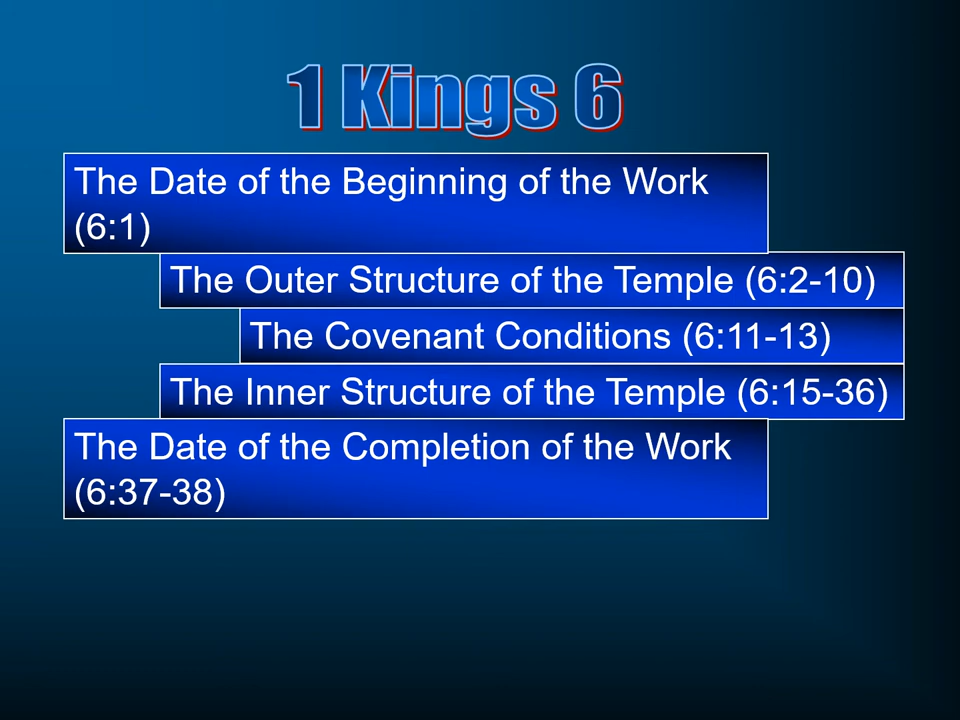 1 Kings 6
The Date of the Beginning of the Work
(6:1)
The Outer Structure of the Temple (6:2-10)
The Covenant Conditions (6:11-13)
The Inner Structure of the Temple (6:15-36)
The Date of the Completion of the Work
(6:37-38)